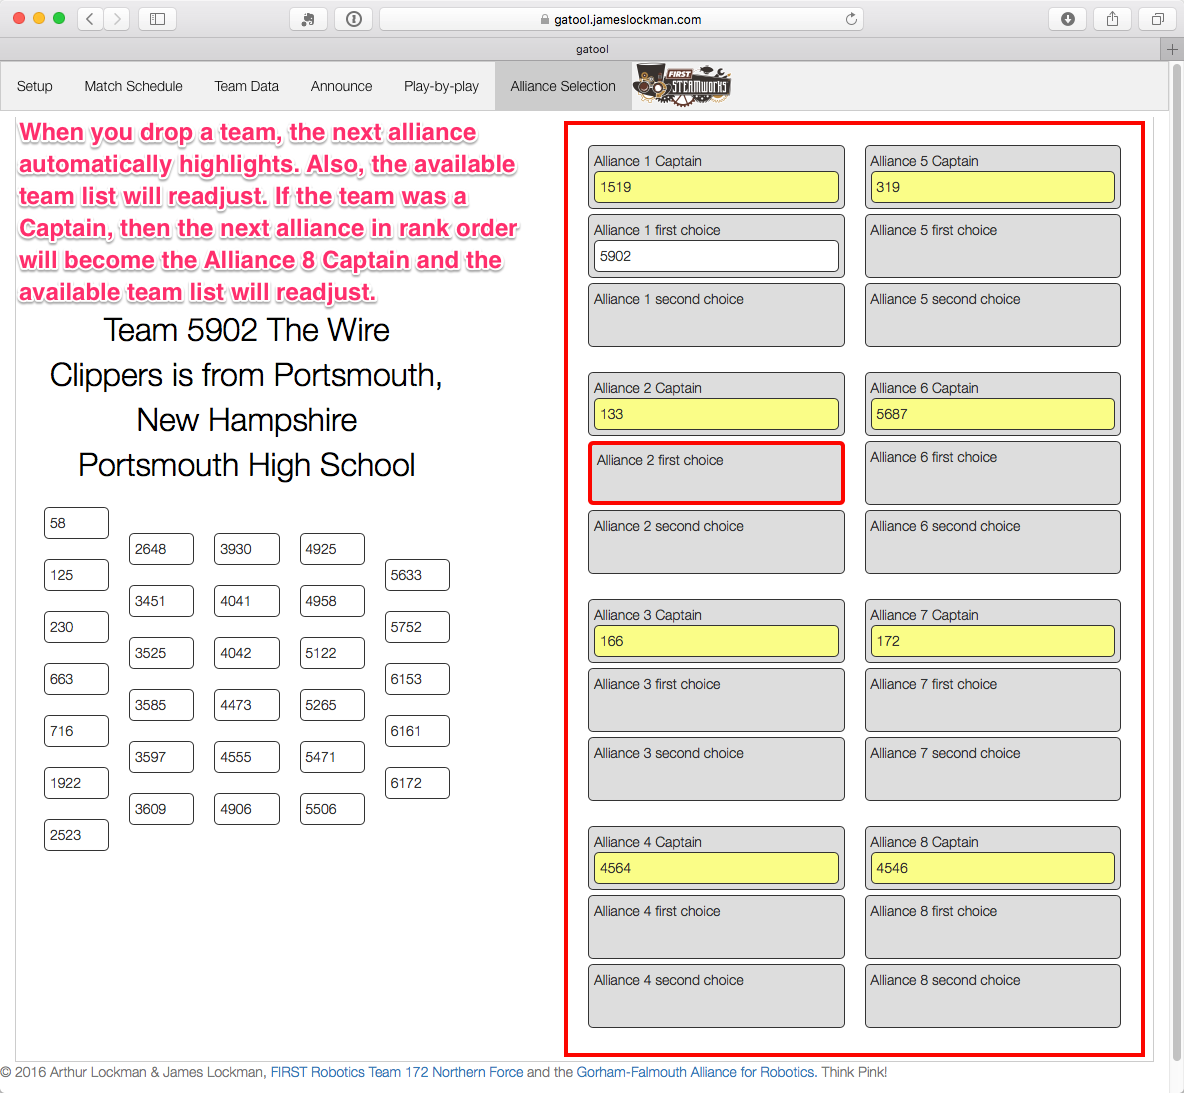 gatool.jameslockman.com
gatool
Setup
Match Schedule
Team Data
Announce
Play-by-play
Alliance Selection
FIRST
STEAMWORKS
When you drop a team, the next alliance
automatically highlights. Also, the available
team list will readjust. If the team was a
Captain, then the next alliance in rank order
will become the Alliance 8 Captain and the
available team list will readjust.
Team 5902 The Wire
Clippers is from Portsmouth,
New Hampshire
Portsmouth High School
58
125
230
663
716
1922
2523
2648
3451
3525
3585
3597
3609
3930
4041
4042
4473
4555
4906
4925
4958
5122
5265
5471
5506
5633
5752
6153
6161
6172
Alliance 1 Captain
1519
Alliance 1 first choice
5902
Alliance 1 second choice
Alliance 2 Captain
133
Alliance 2 first choice
Alliance 2 second choice
Alliance 3 Captain
166
Alliance 3 first choice
Alliance 3 second choice
Alliance 4 Captain
4564
Alliance 4 first choice
Alliance 4 second choice
Alliance 5 Captain
319
Alliance 5 first choice
Alliance 5 second choice
Alliance 6 Captain
5687
Alliance 6 first choice
Alliance 6 second choice
Alliance 7 Captain
172
Alliance 7 first choice
Alliance 7 second choice
Alliance 8 Captain
4546
Alliance 8 first choice
Alliance 8 second choice
© 2016 Arthur Lockman & James Lockman, FIRST Robotics Team 172 Northern Force and the Gorham-Falmouth Alliance for Robotics. Think Pink!